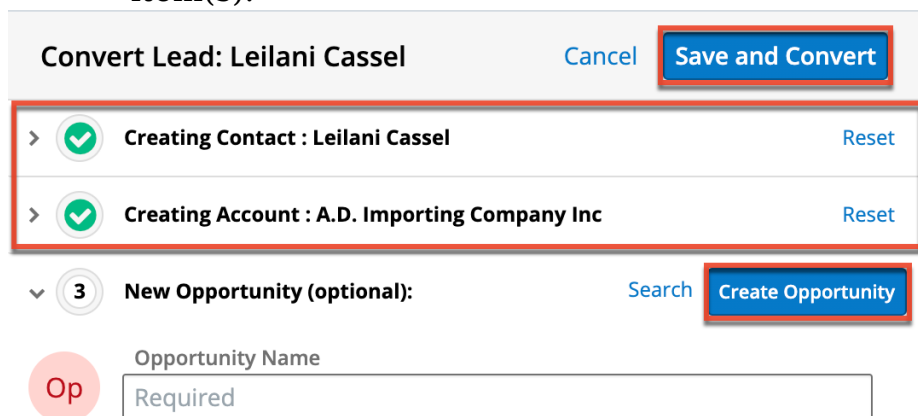 item(s).
Convert Lead: Leilani Cassel Cancel Save and Convert
Creating Contact : Leilani Cassel Reset
Creating Account : A.D. Importing Company Inc Reset
3 New Opportunity (optional): Search Create Opportunity
Opportunity Name
Op Required